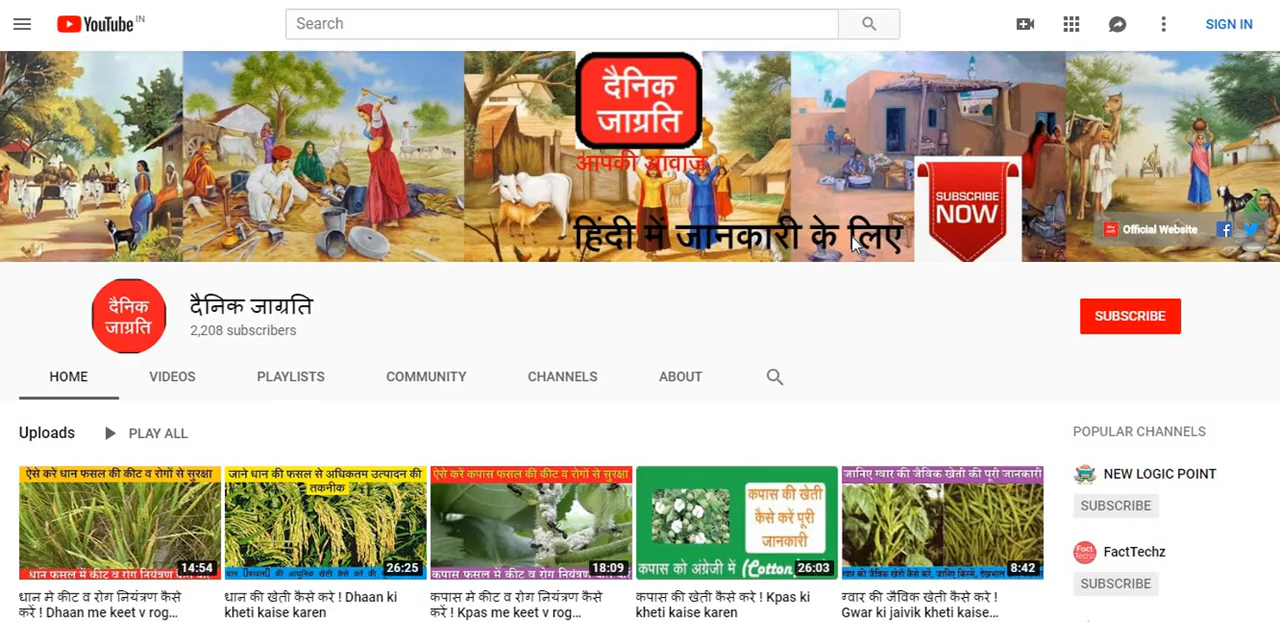 YouTube IN
Search
SIGN IN
दैनिक
जाग्रति
आपकी आवाज
हिंदी में जानकारी के लिए
SUBSCRIBE
NOW
Official Website
दैनिक
जाग्रति
दैनिक जाग्रति
2,208 subscribers
SUBSCRIBE
HOME
VIDEOS
PLAYLISTS
COMMUNITY
CHANNELS
ABOUT
Uploads
PLAY ALL
POPULAR CHANNELS
ऐसे करें धान फसल की कीट व रोगों से सुरक्षा
14:54
धान फसल में कीट व रोग नियंत्रण
धान मे कीट व रोग नियंत्रण कैसे
करें ! Dhaan me keet v rog...
जाने धान की फसल से अधिकतम उत्पादन की
तकनीक
26:25
धान की खेती कैसे करे ! Dhaan ki
kheti kaise karen
ऐसे करें कपास फसल की कीट व रोगों से सुरक्षा
18:09
कपास फसल में कीट व रोग नियंत्रण
कपास मे कीट व रोग नियंत्रण कैसे
करें ! Kpas me keet v rog...
कपास की खेती
कैसे करें पूरी
जानकारी
कपास को अंग्रेजी में (Cotton)
26:03
कपास की खेती कैसे करें ! Kpas ki
kheti kaise karen
जानिए ग्वार की जैविक खेती की पूरी जानकारी
8:42
ग्वार की जैविक खेती कैसे करें !
Gwar ki jaivik kheti kaise...
NEW LOGIC POINT
SUBSCRIBE
FactTechz
SUBSCRIBE